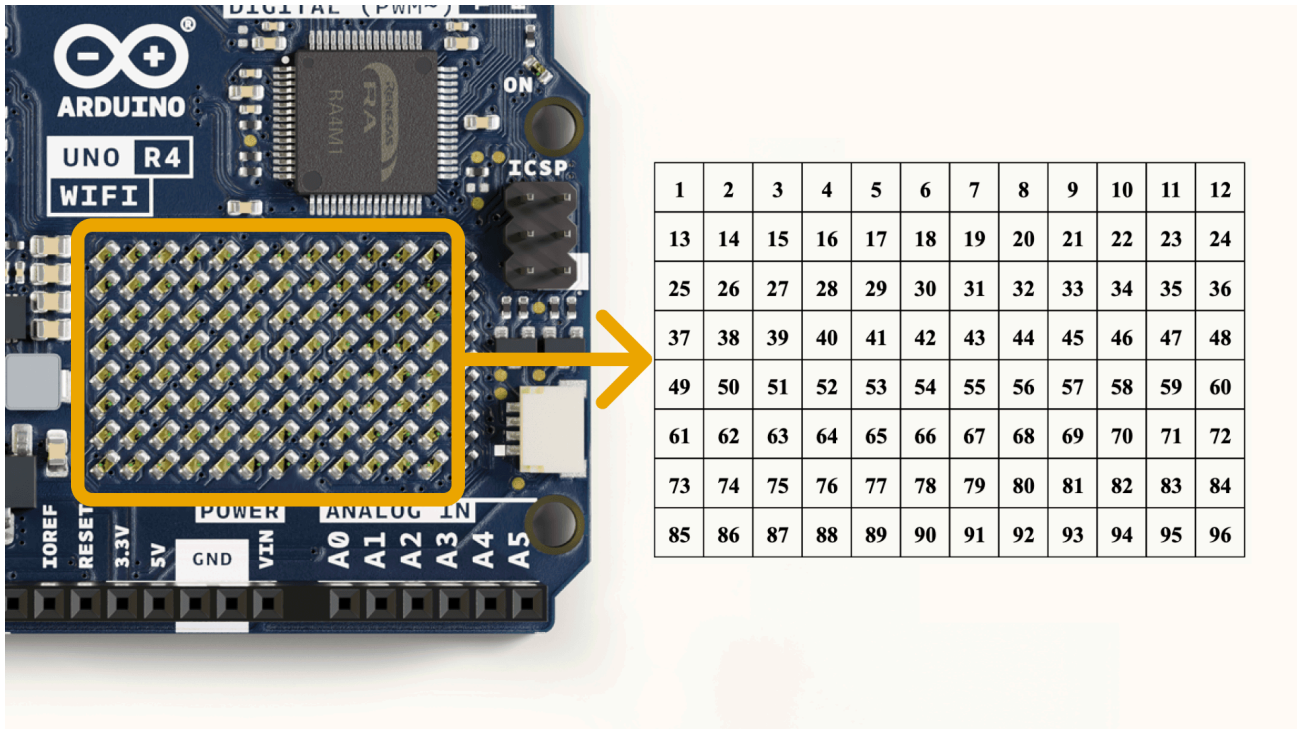 DIGITAL (PWM~)
®
ARDUINO
ON
RENESAS
RA
RA4M1
UNO R4
WIFI
ICSP
1 2 3 4 5 6 7 8 9 10 11 12
13 14 15 16 17 18 19 20 21 22 23 24
25 26 27 28 29 30 31 32 33 34 35 36
37 38 39 40 41 42 43 44 45 46 47 48
49 50 51 52 53 54 55 56 57 58 59 60
61 62 63 64 65 66 67 68 69 70 71 72
73 74 75 76 77 78 79 80 81 82 83 84
85 86 87 88 89 90 91 92 93 94 95 96
POWER ANALOG IN
IOREF RESET 3.3V 5V GND VIN A0 A1 A2 A3 A4 A5